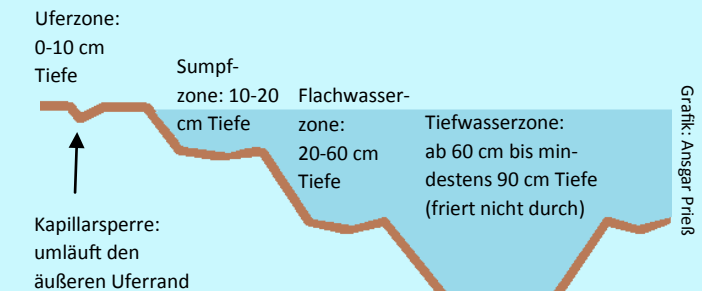 Uferzone:
0-10 cm
Tiefe
Sumpf-
zone: 10-20
cm Tiefe
Flachwasser-
zone:
20-60 cm
Tiefe
Tiefwasserzone:
ab 60 cm bis min-
destens 90 cm Tiefe
(friert nicht durch)
Kapillarsperre:
umläuft den
äußeren Uferrand
Grafik: Ansgar Prieß